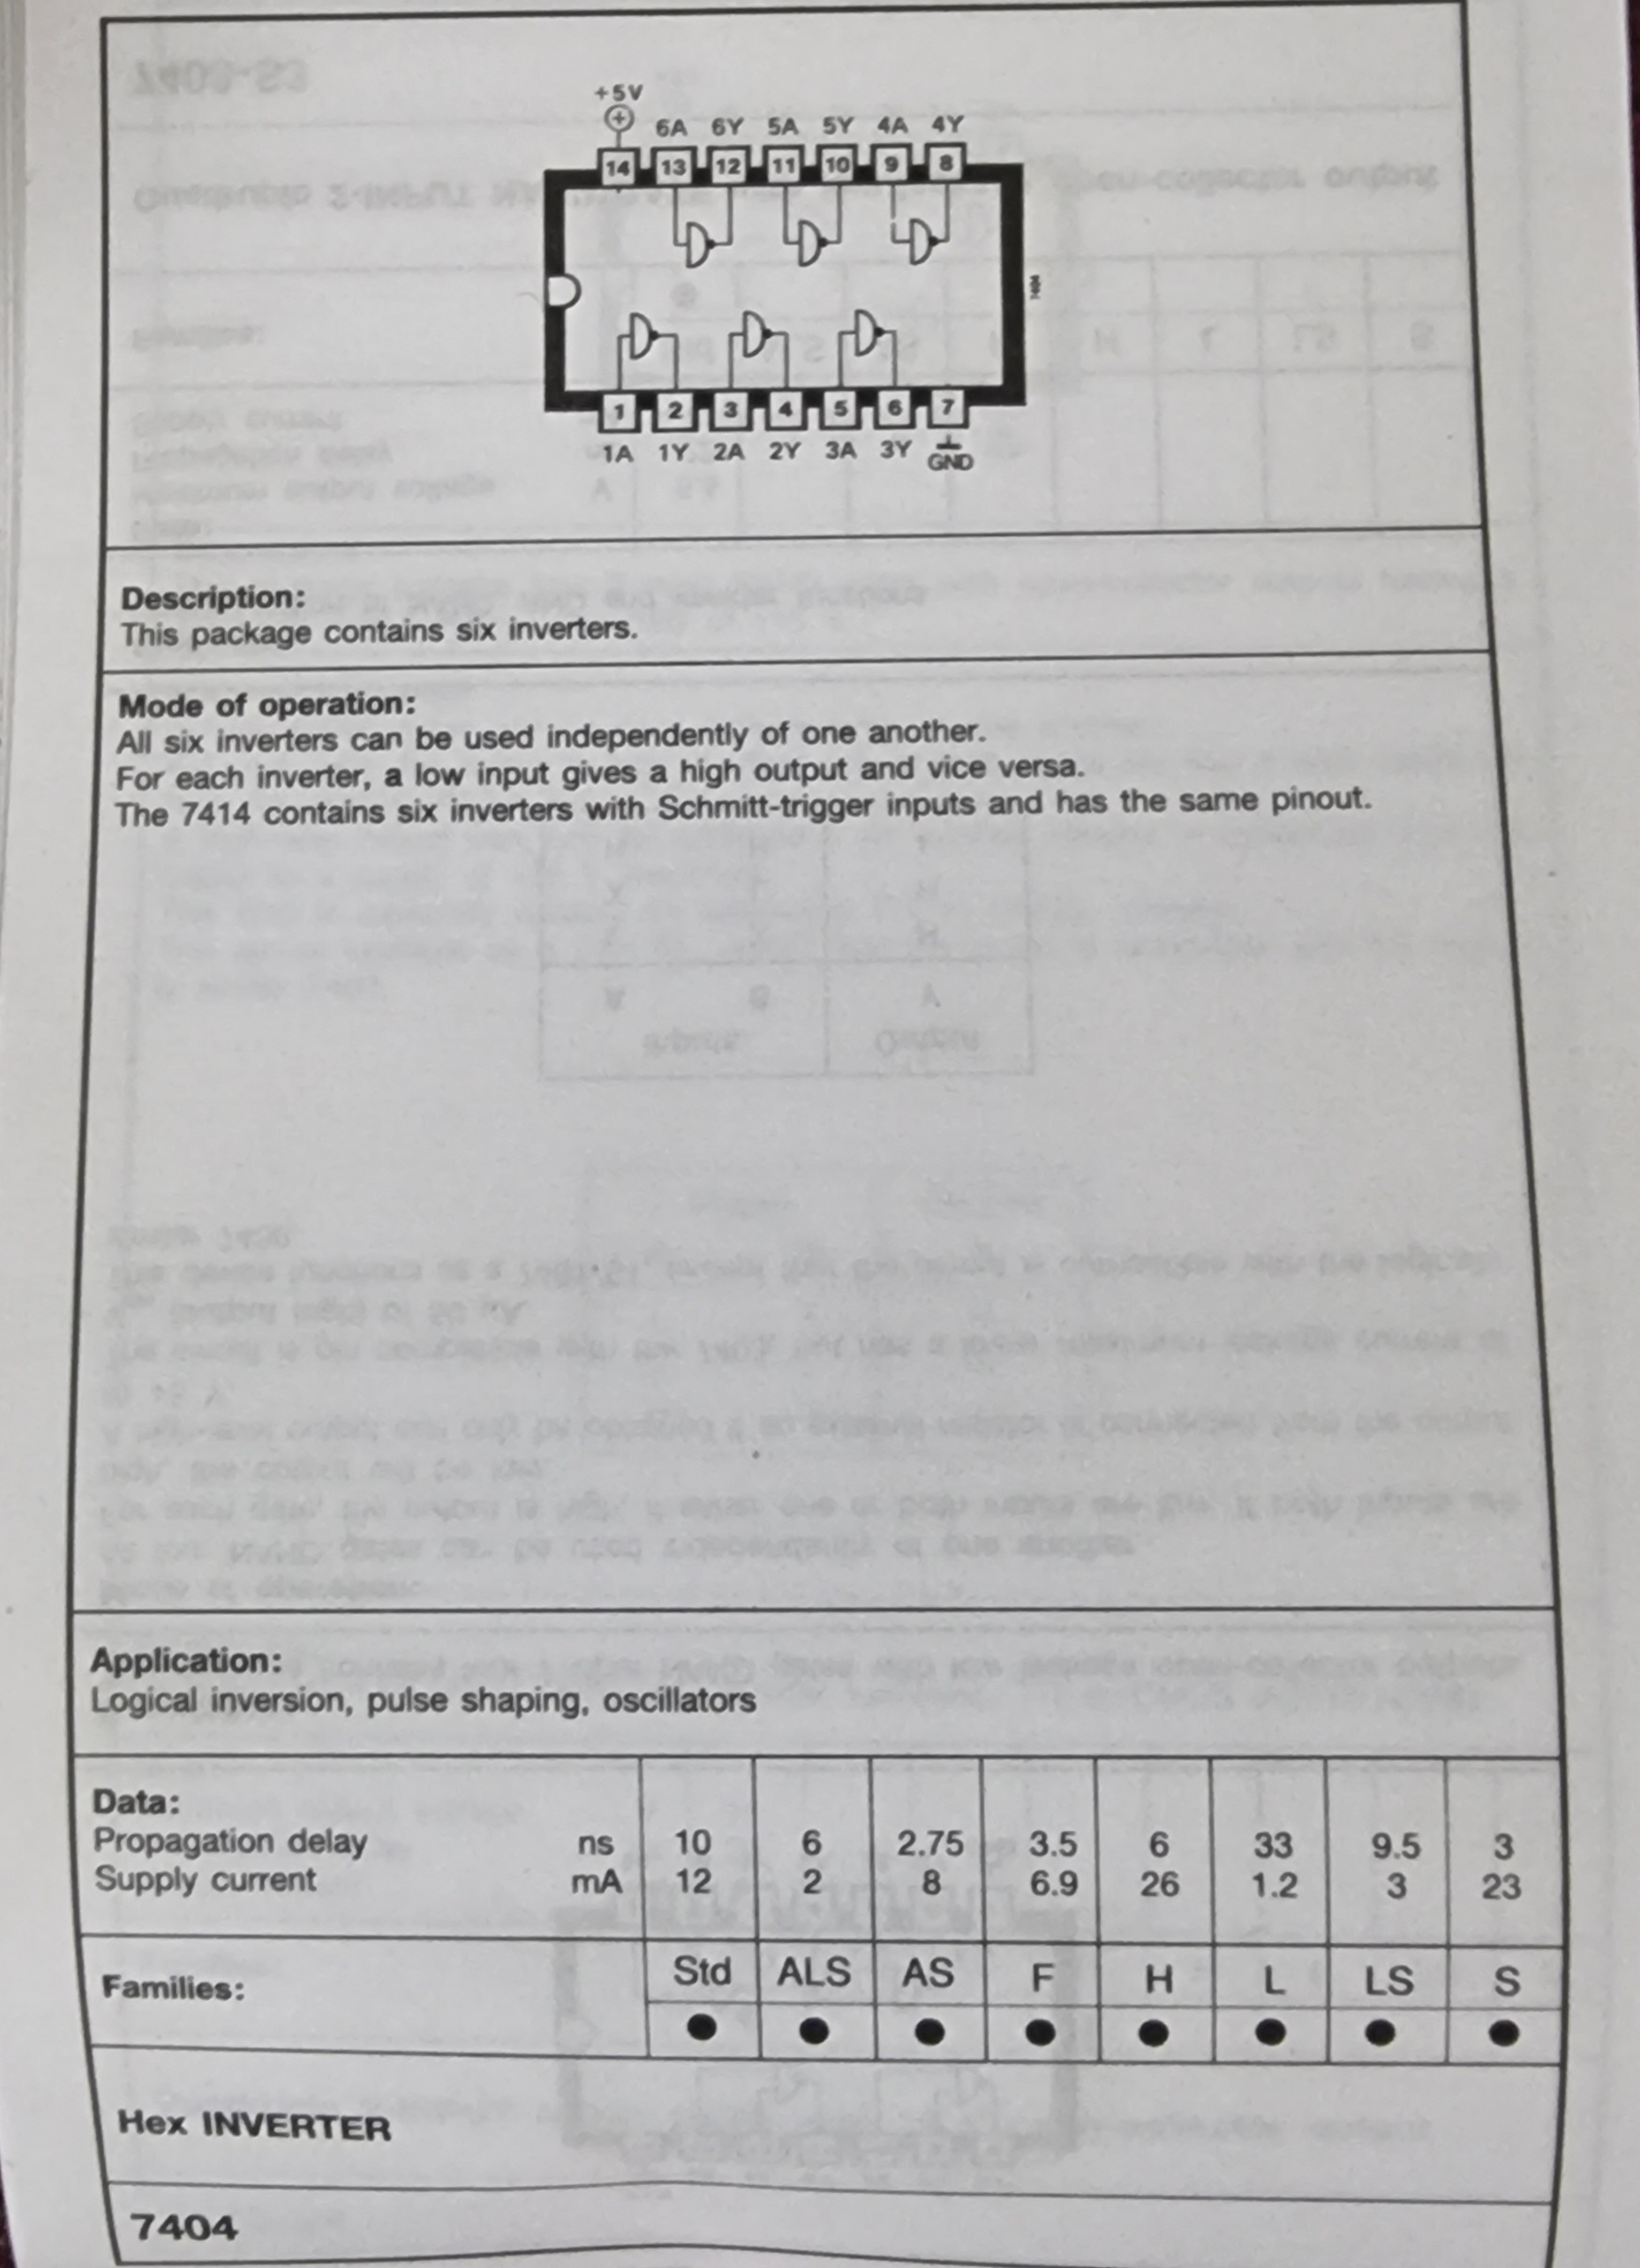 +5V
6A 6Y 5A 5Y 4A 4Y
14 13 12 11 10 9 8
1 2 3 4 5 6 7
1A 1Y 2A 2Y 3A 3Y GND
Description:
This package contains six inverters.
Mode of operation:
All six inverters can be used independently of one another.
For each inverter, a low input gives a high output and vice versa.
The 7414 contains six inverters with Schmitt-trigger inputs and has the same pinout.
Application:
Logical inversion, pulse shaping, oscillators
Data:
Propagation delay ns 10 6 2.75 3.5 6 33 9.5 3
Supply current mA 12 2 8 6.9 26 1.2 3 23
Families: Std ALS AS F H L LS S
Hex INVERTER
7404